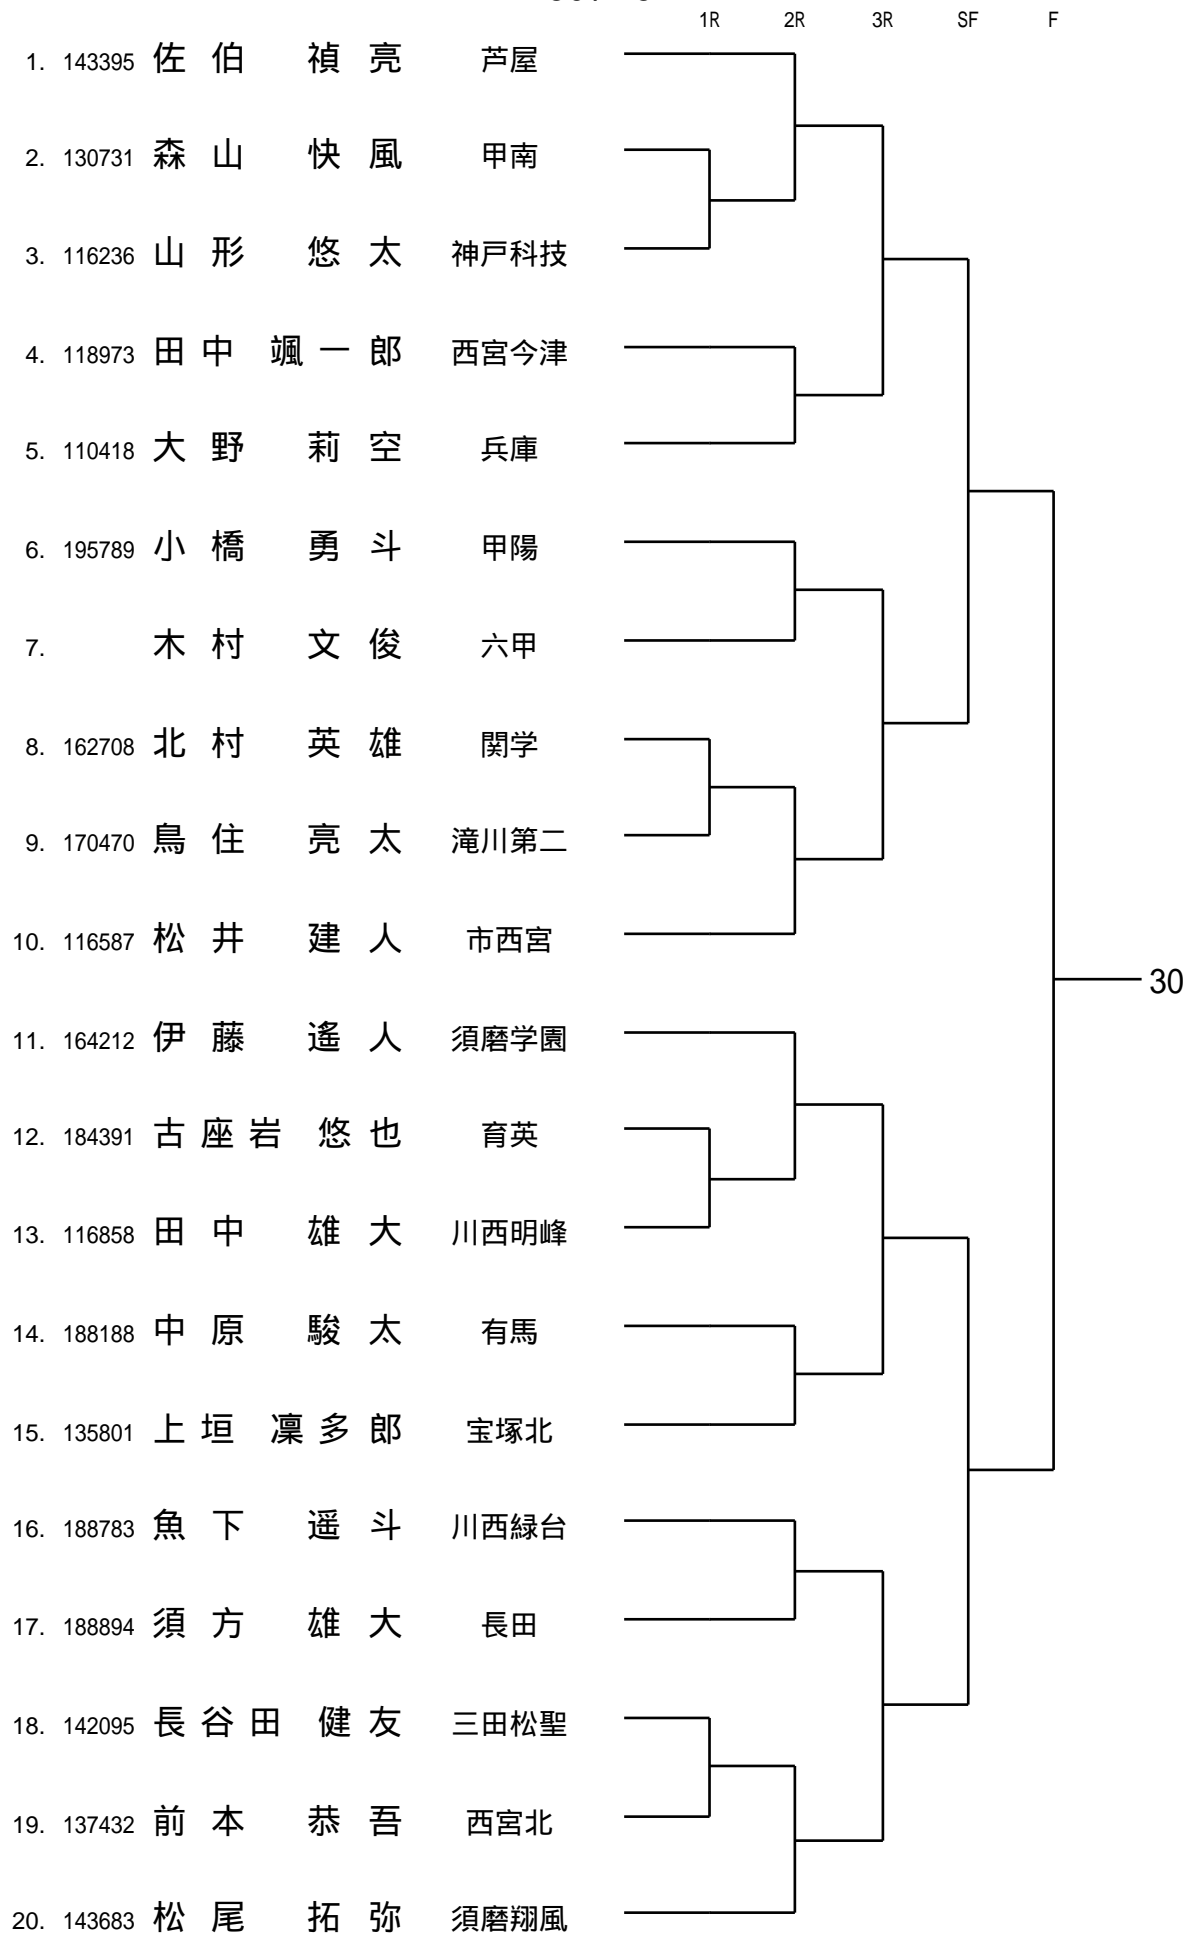 1R 2R 3R SF F
1. 143395 佐伯 禎亮 芦屋
2. 130731 森山 快風 甲南
3. 116236 山形 悠太 神戸科技
4. 118973 田中 颯一郎 西宮今津
5. 110418 大野 莉空 兵庫
6. 195789 小橋 勇斗 甲陽
7. 木村 文俊 六甲
8. 162708 北村 英雄 関学
9. 170470 鳥住 亮太 滝川第二
10. 116587 松井 建人 市西宮
30
11. 164212 伊藤 遙人 須磨学園
12. 184391 古座岩 悠也 育英
13. 116858 田中 雄大 川西明峰
14. 188188 中原 駿太 有馬
15. 135801 上垣 凜多郎 宝塚北
16. 188783 魚下 遥斗 川西緑台
17. 188894 須方 雄大 長田
18. 142095 長谷田 健友 三田松聖
19. 137432 前本 恭吾 西宮北
20. 143683 松尾 拓弥 須磨翔風